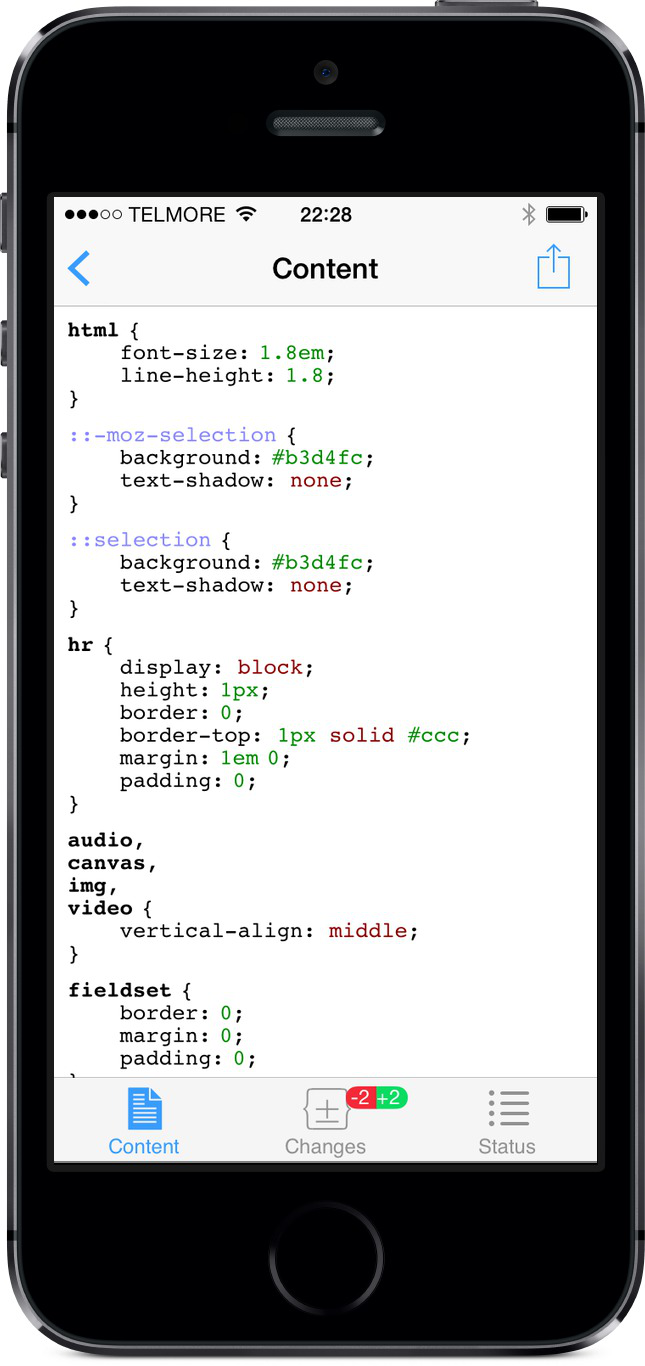 TELMORE 22:28
Content
html {
    font-size: 1.8em;
    line-height: 1.8;
}
::-moz-selection {
    background: #b3d4fc;
    text-shadow: none;
}
::selection {
    background: #b3d4fc;
    text-shadow: none;
}
hr {
    display: block;
    height: 1px;
    border: 0;
    border-top: 1px solid #ccc;
    margin: 1em 0;
    padding: 0;
}
audio,
canvas,
img,
video {
    vertical-align: middle;
}
fieldset {
    border: 0;
    margin: 0;
    padding: 0;
}
-2 +2
Content Changes Status